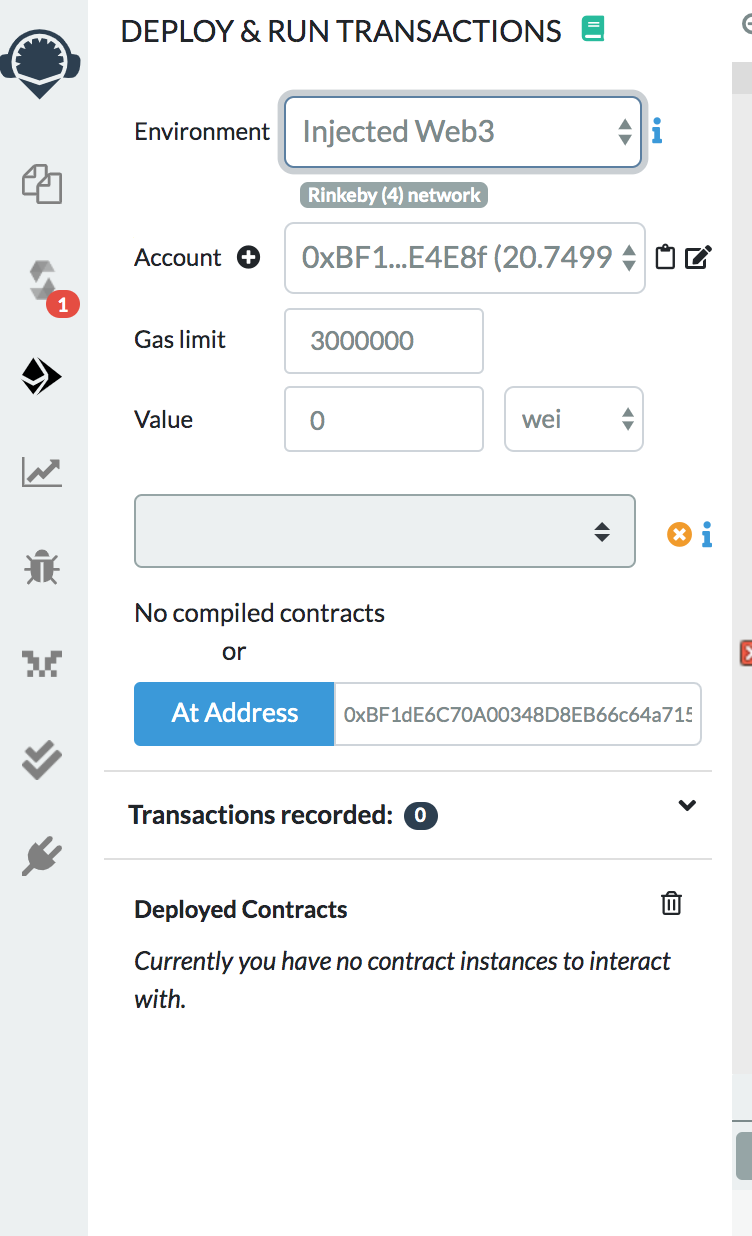 DEPLOY & RUN TRANSACTIONS
Environment Injected Web3
Rinkeby (4) network
Account 0xBF1...E4E8f (20.7499
1
Gas limit 3000000
Value 0 wei
No compiled contracts
or
At Address 0xBF1dE6C70A00348D8EB66c64a715
Transactions recorded: 0
Deployed Contracts
Currently you have no contract instances to interact
with.